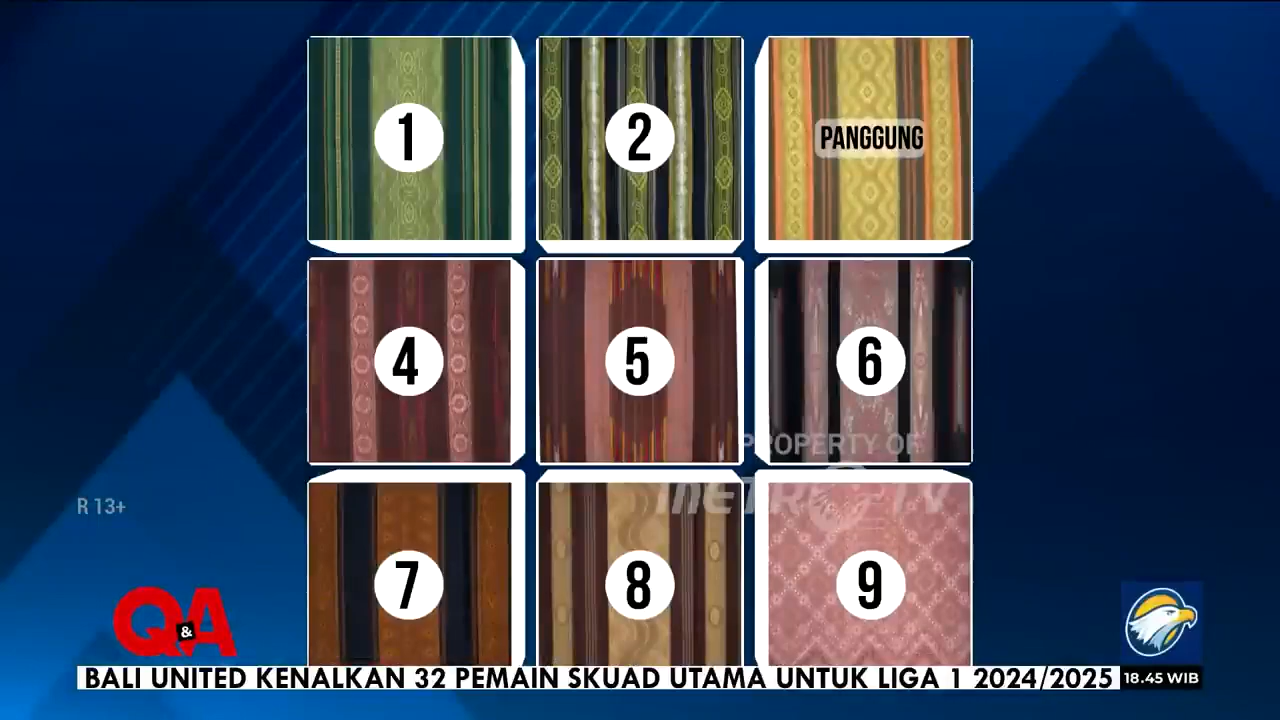 1
2
PANGGUNG
4
5
6
PROPERTY OF
METRO TV
R 13+
7
8
9
Q&A
BALI UNITED KENALKAN 32 PEMAIN SKUAD UTAMA UNTUK LIGA 1 2024/2025
18.45 WIB